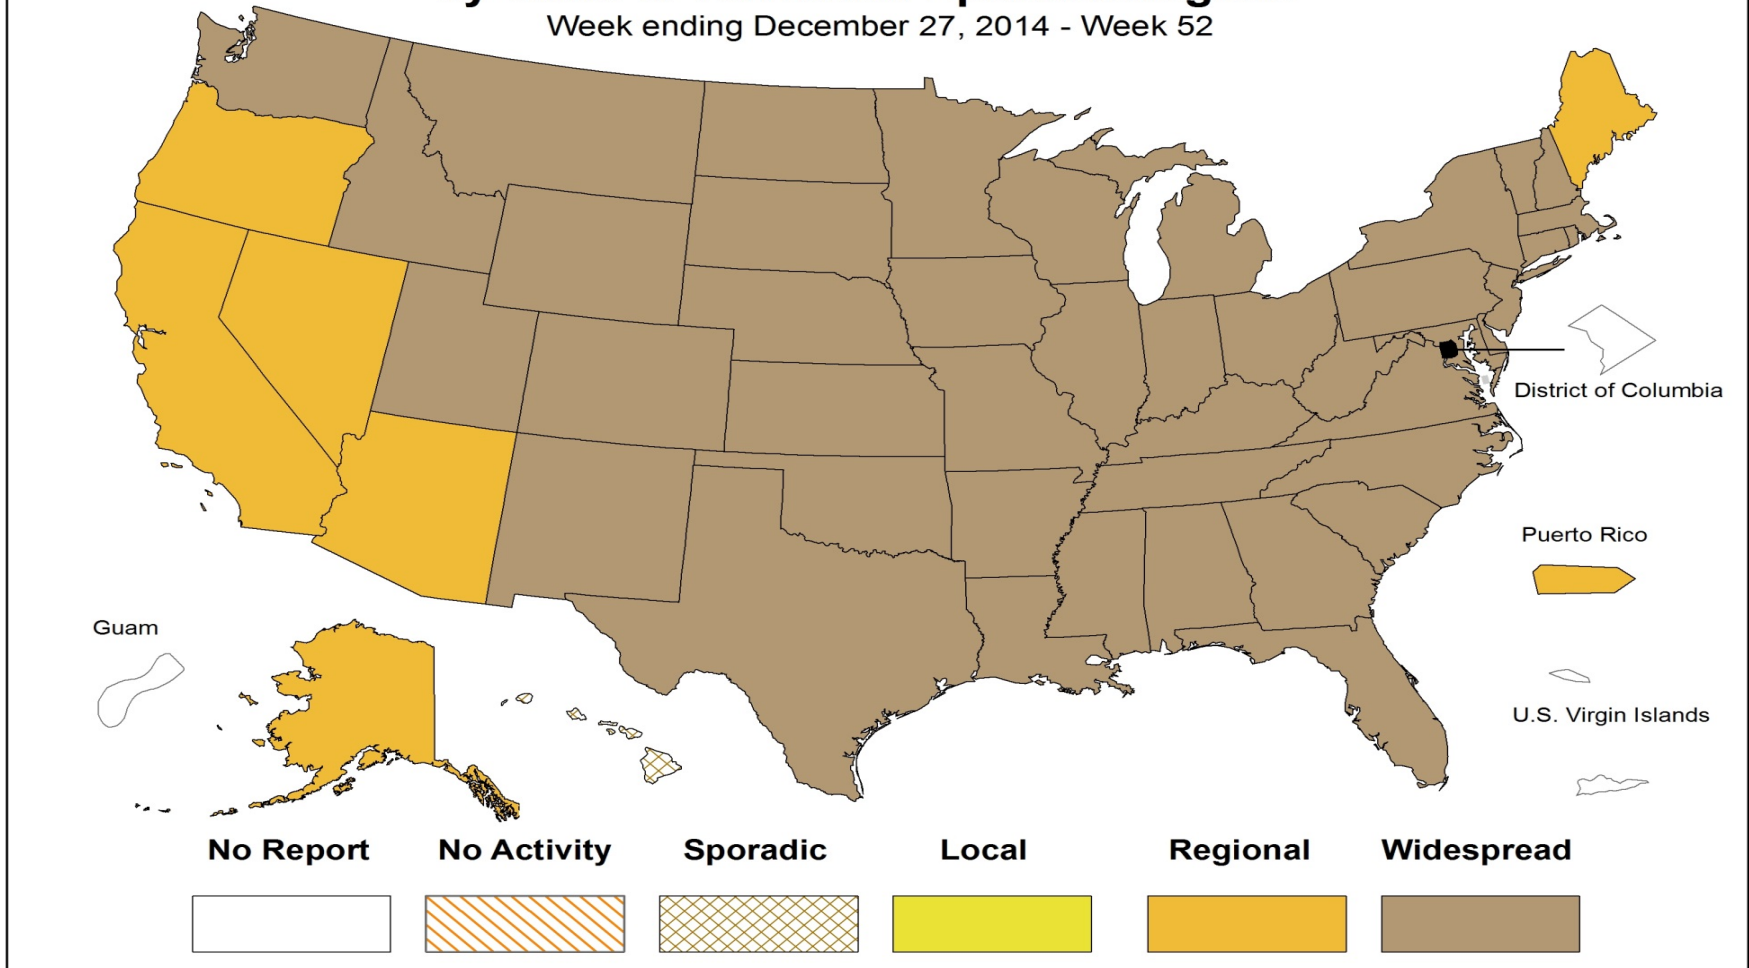 Week ending December 27, 2014 - Week 52
District of Columbia
Puerto Rico
Guam
U.S. Virgin Islands
No Report No Activity Sporadic Local Regional Widespread